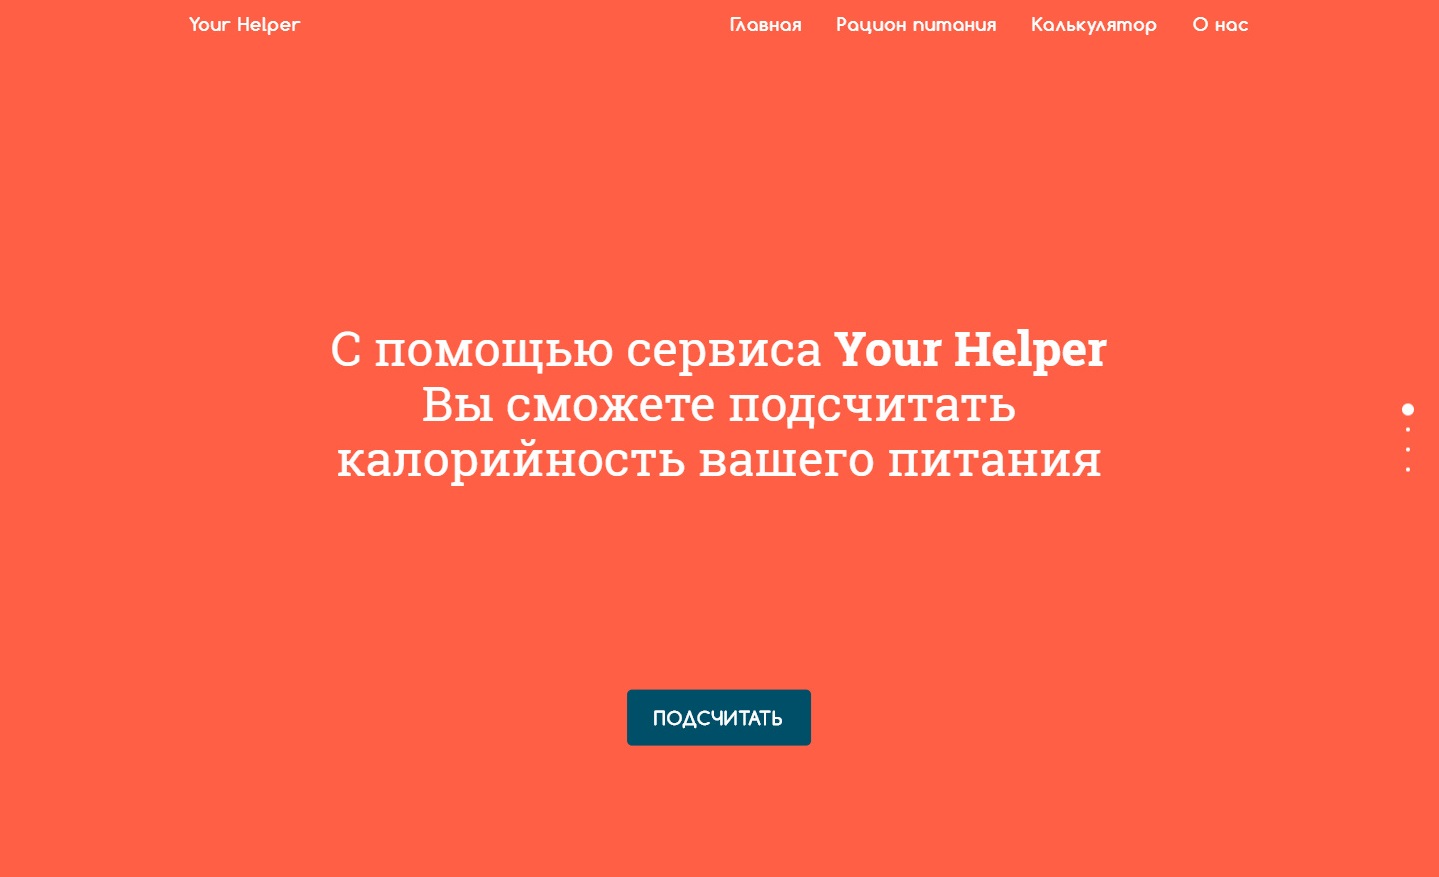 Your Helper
Главная Рацион питания Калькулятор О нас
С помощью сервиса Your Helper
Вы сможете подсчитать
калорийность вашего питания
ПОДСЧИТАТЬ